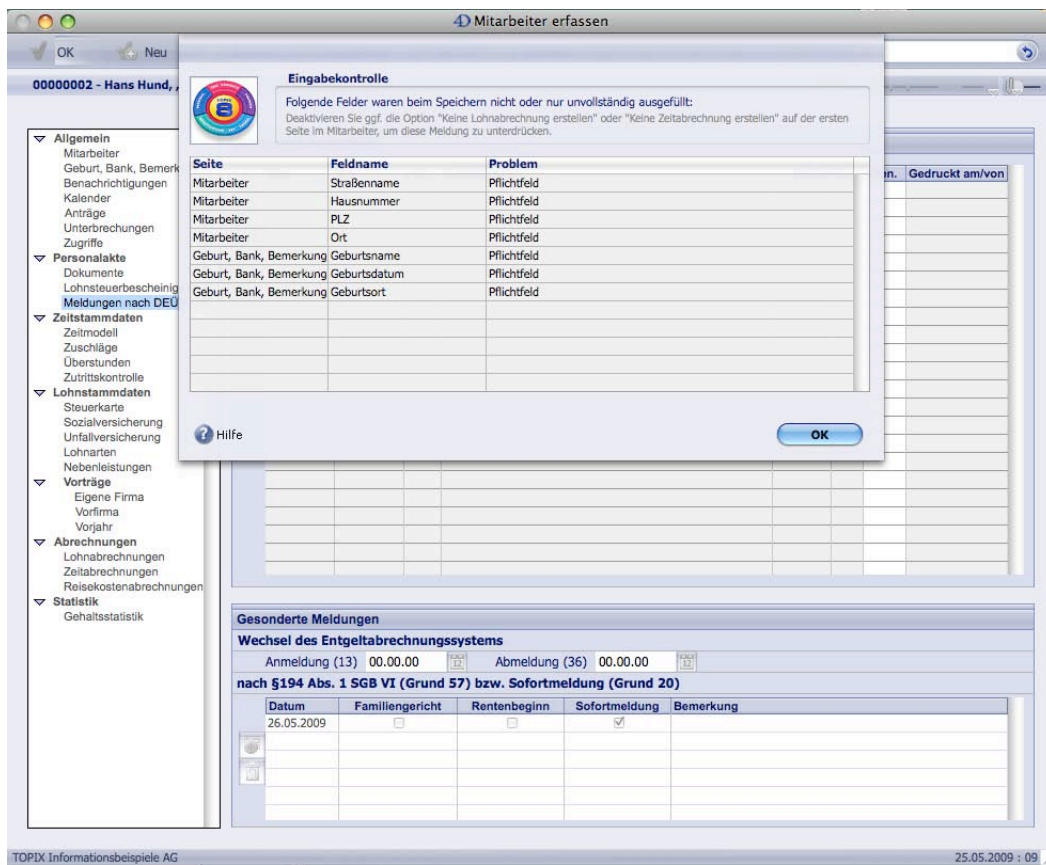 Mitarbeiter erfassen
OK Neu
00000002 - Hans Hund, ,
Eingabekontrolle
Folgende Felder waren beim Speichern nicht oder nur unvollständig ausgefüllt:
Deaktivieren Sie ggf. die Option "Keine Lohnabrechnung erstellen" oder "Keine Zeitabrechnung erstellen" auf der ersten
Seite im Mitarbeiter, um diese Meldung zu unterdrücken.
Seite Feldname Problem
Mitarbeiter Straßenname Pflichtfeld
Mitarbeiter Hausnummer Pflichtfeld
Mitarbeiter PLZ Pflichtfeld
Mitarbeiter Ort Pflichtfeld
Geburt, Bank, Bemerkung Geburtsname Pflichtfeld
Geburt, Bank, Bemerkung Geburtsdatum Pflichtfeld
Geburt, Bank, Bemerkung Geburtsort Pflichtfeld
Hilfe OK
Allgemein
Mitarbeiter
Geburt, Bank, Bemerk
Benachrichtigungen
Kalender
Anträge
Unterbrechungen
Zugriffe
Personalakte
Dokumente
Lohnsteuerbescheinig
Meldungen nach DEÜ
Zeitstammdaten
Zeitmodell
Zuschläge
Überstunden
Zutrittskontrolle
Lohnstammdaten
Steuerkarte
Sozialversicherung
Unfallversicherung
Lohnarten
Nebenleistungen
Vorträge
Eigene Firma
Vorfirma
Vorjahr
Abrechnungen
Lohnabrechnungen
Zeitabrechnungen
Reisekostenabrechnungen
Statistik
Gehaltsstatistik
en. Gedruckt am/von
Gesonderte Meldungen
Wechsel des Entgeltabrechnungssystems
Anmeldung (13) 00.00.00 Abmeldung (36) 00.00.00
nach §194 Abs. 1 SGB VI (Grund 57) bzw. Sofortmeldung (Grund 20)
Datum Familiengericht Rentenbeginn Sofortmeldung Bemerkung
26.05.2009
TOPIX Informationsbeispiele AG 25.05.2009 : 09